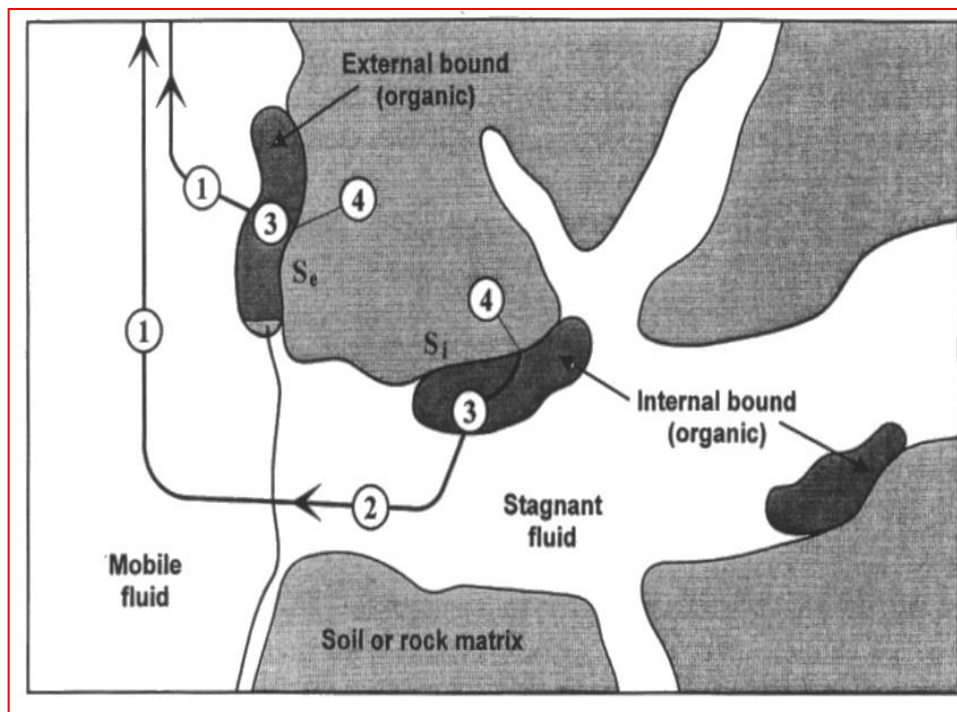 External bound
(organic)
1
3
4
Se
4
1
Si
3
Internal bound
(organic)
2
Stagnant
fluid
Mobile
fluid
Soil or rock matrix